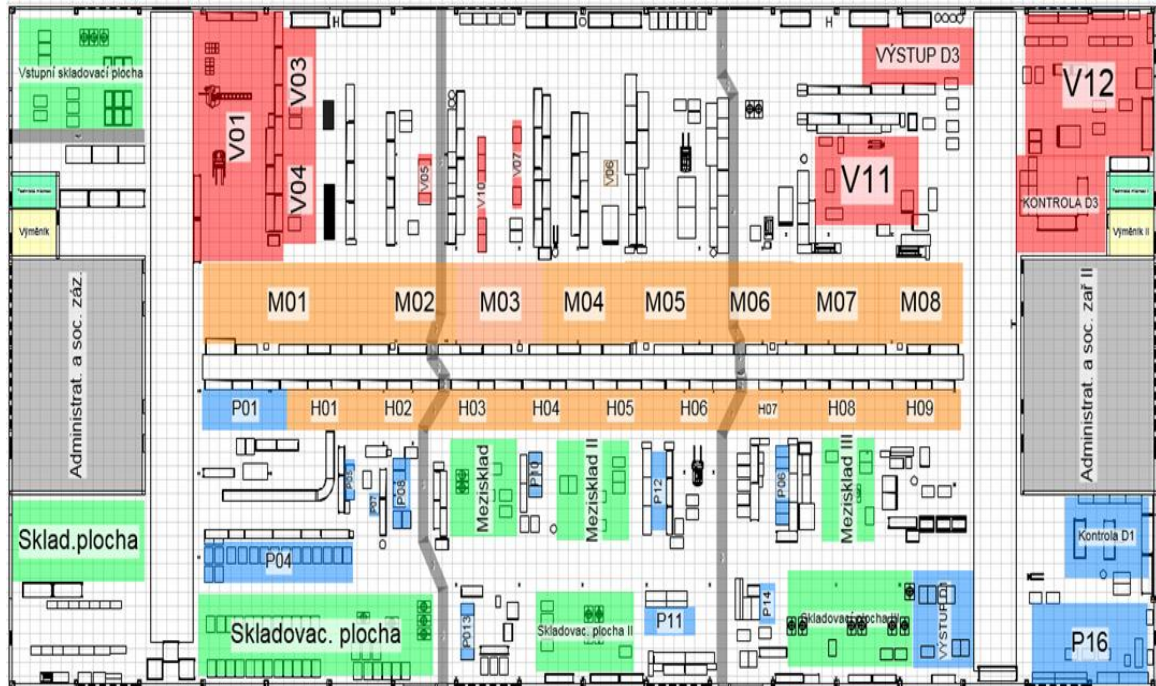 H
H
Vstupní skladovací plocha
V01
V03
V04
V05
V10
V07
V06
VÝSTUP D3
V11
V12
KONTROLA D3
Výměník
Výměník II
Administrat. a soc. záz.
Administrat. a soc. zař II
M01
M02
M03
M04
M05
M06
M07
M08
P01
H01
H02
H03
H04
H05
H06
H07
H08
H09
P05
P07
P08
Mezisklad
P10
Mezisklad II
P12
P06
Mezisklad III
Kontrola D1
Sklad.plocha
P04
Skladovac. plocha
P013
Skladovac. plocha II
P11
P14
VÝSTUP D1
P16